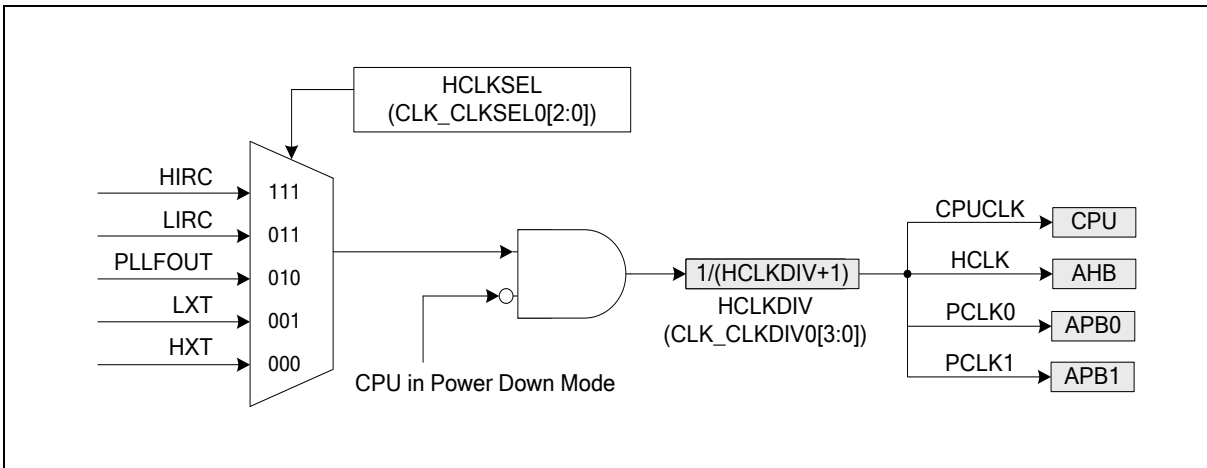 HCLKSEL
(CLK_CLKSEL0[2:0])
HIRC
111
LIRC
011
PLLFOUT
010
LXT
001
HXT
000
CPU in Power Down Mode
1/(HCLKDIV+1)
HCLKDIV
(CLK_CLKDIV0[3:0])
CPUCLK
CPU
HCLK
AHB
PCLK0
APB0
PCLK1
APB1